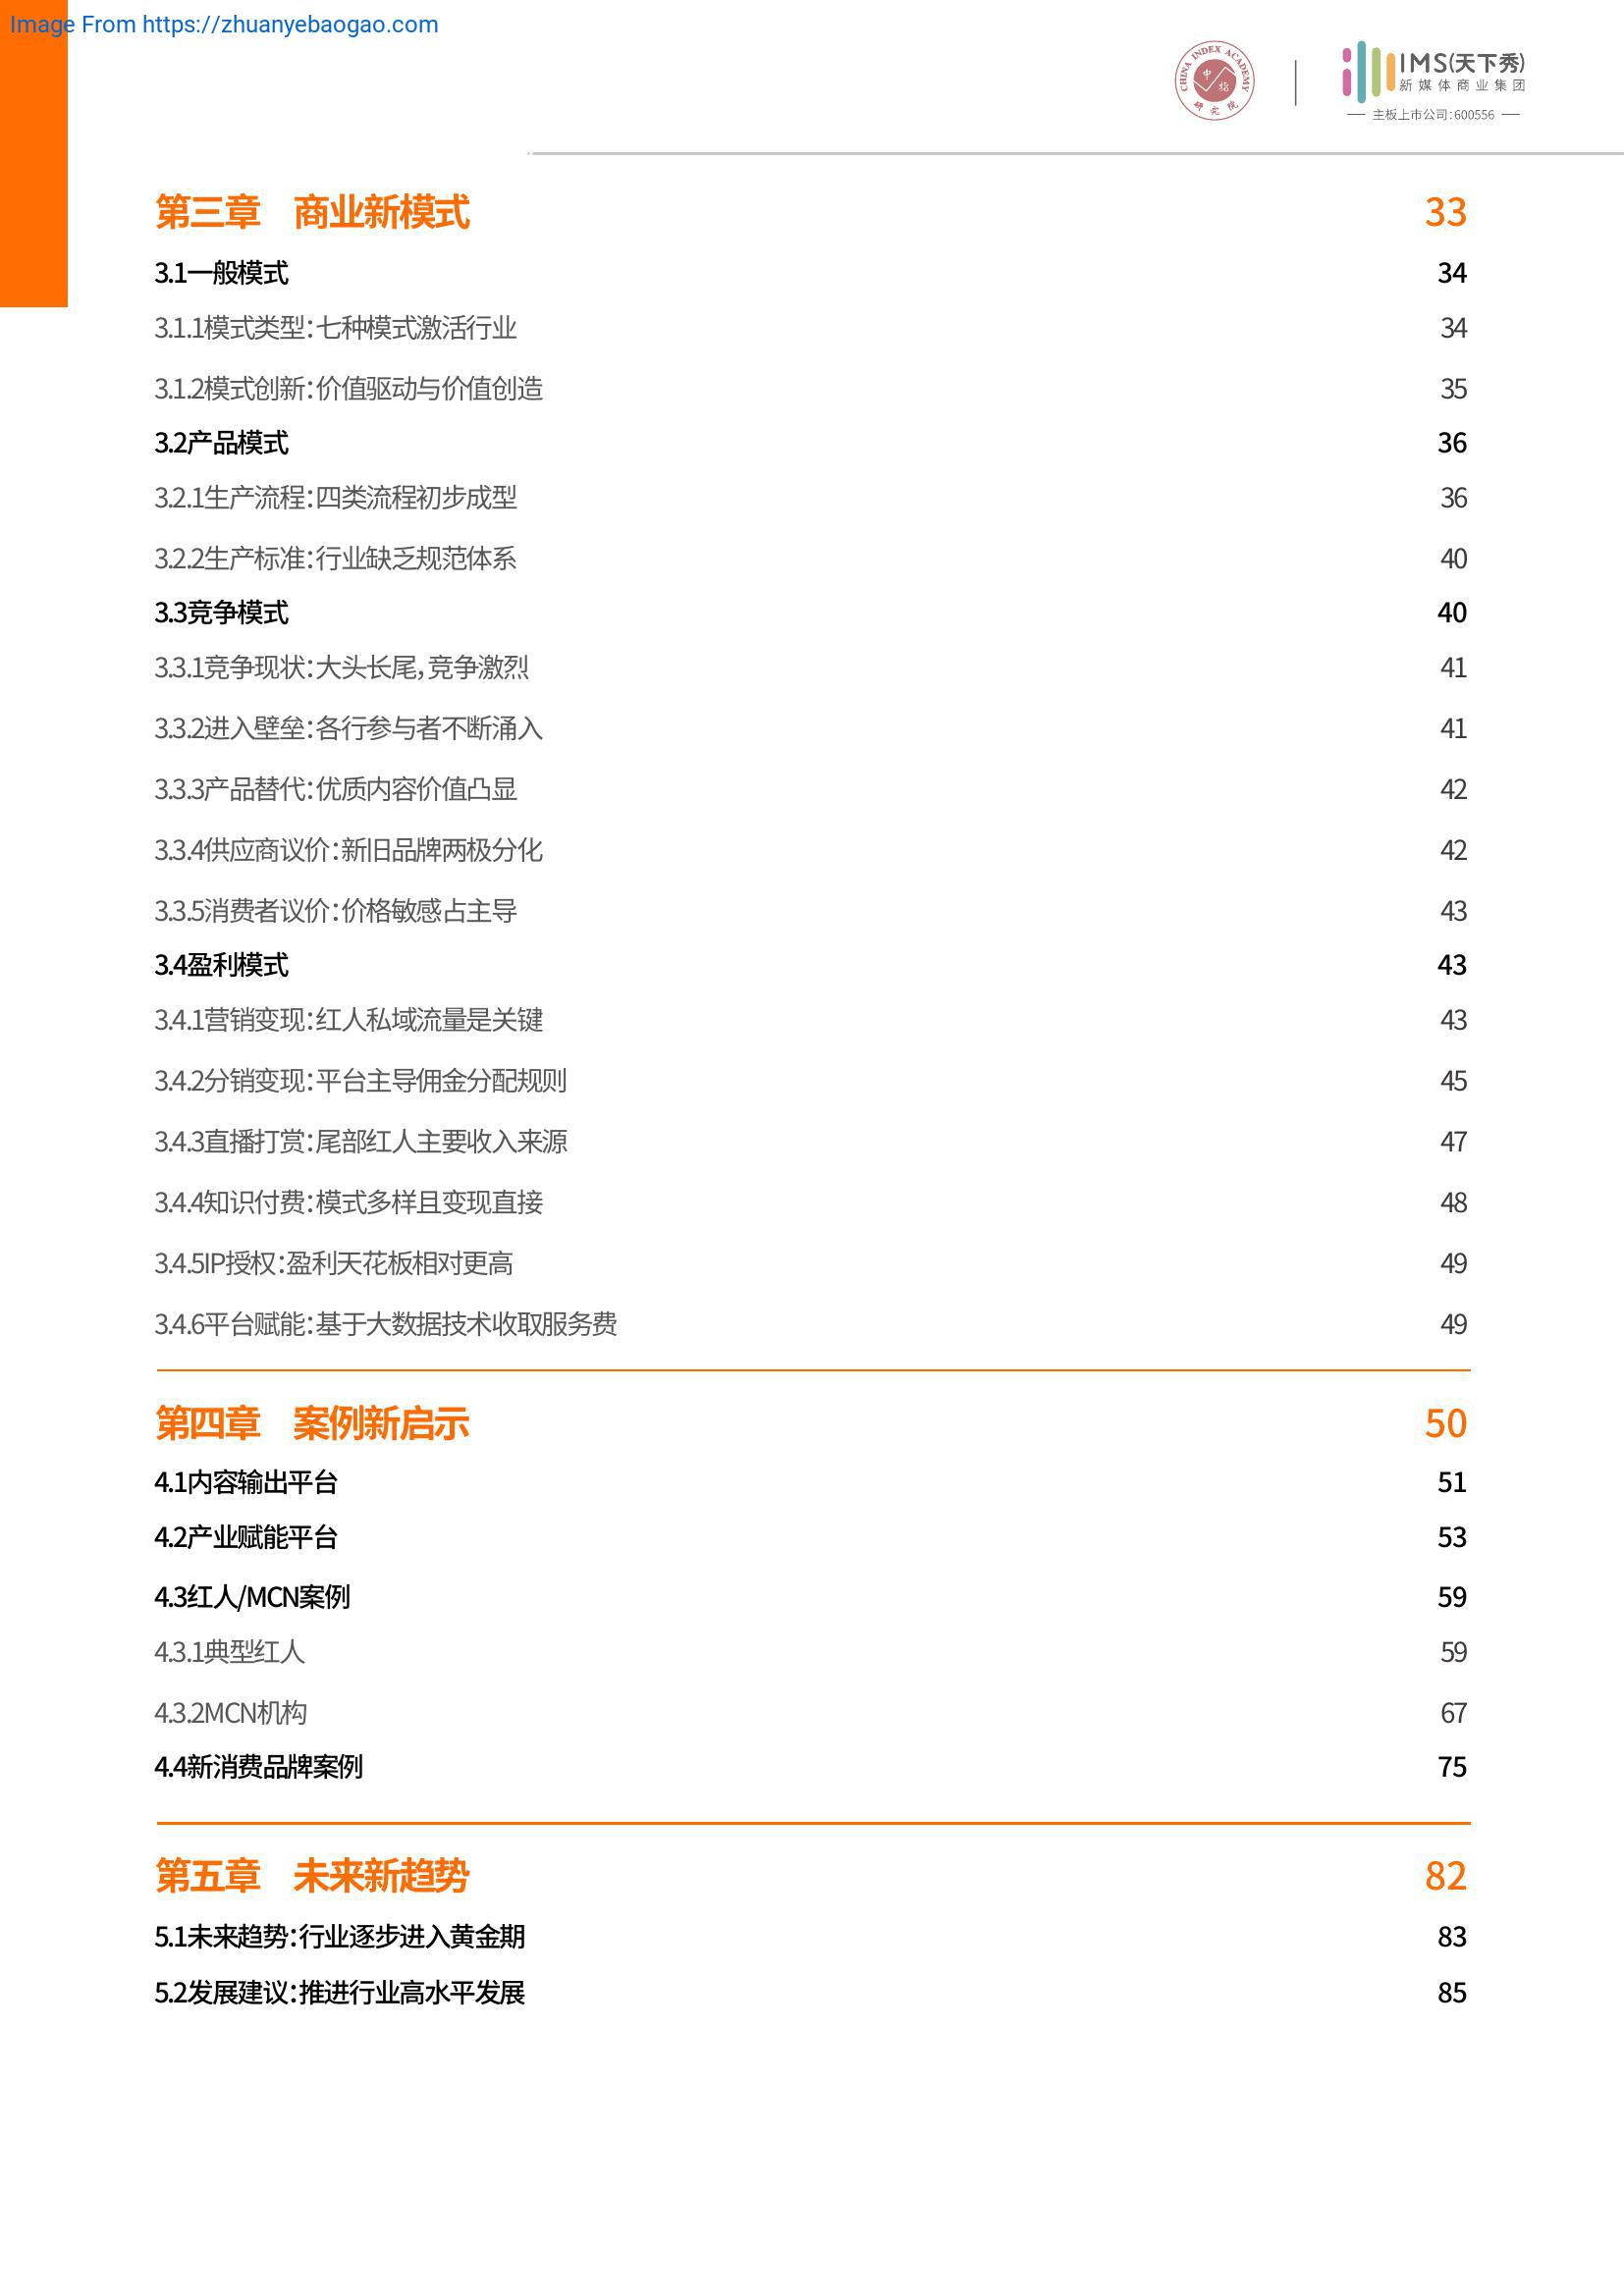 Image From https://zhuanyebaogao.com
CHINA INDEX ACADEMY
中指
研究院
IMS(天下秀)
新媒体商业集团
主板上市公司:600556
第三章 商业新模式 33
3.1一般模式 34
3.1.1模式类型:七种模式激活行业 34
3.1.2模式创新:价值驱动与价值创造 35
3.2产品模式 36
3.2.1生产流程:四类流程初步成型 36
3.2.2生产标准:行业缺乏规范体系 40
3.3竞争模式 40
3.3.1竞争现状:大头长尾,竞争激烈 41
3.3.2进入壁垒:各行参与者不断涌入 41
3.3.3产品替代:优质内容价值凸显 42
3.3.4供应商议价:新旧品牌两极分化 42
3.3.5消费者议价:价格敏感占主导 43
3.4盈利模式 43
3.4.1营销变现:红人私域流量是关键 43
3.4.2分销变现:平台主导佣金分配规则 45
3.4.3直播打赏:尾部红人主要收入来源 47
3.4.4知识付费:模式多样且变现直接 48
3.4.5IP授权:盈利天花板相对更高 49
3.4.6平台赋能:基于大数据技术收取服务费 49
第四章 案例新启示 50
4.1内容输出平台 51
4.2产业赋能平台 53
4.3红人/MCN案例 59
4.3.1典型红人 59
4.3.2MCN机构 67
4.4新消费品牌案例 75
第五章 未来新趋势 82
5.1未来趋势:行业逐步进入黄金期 83
5.2发展建议:推进行业高水平发展 85